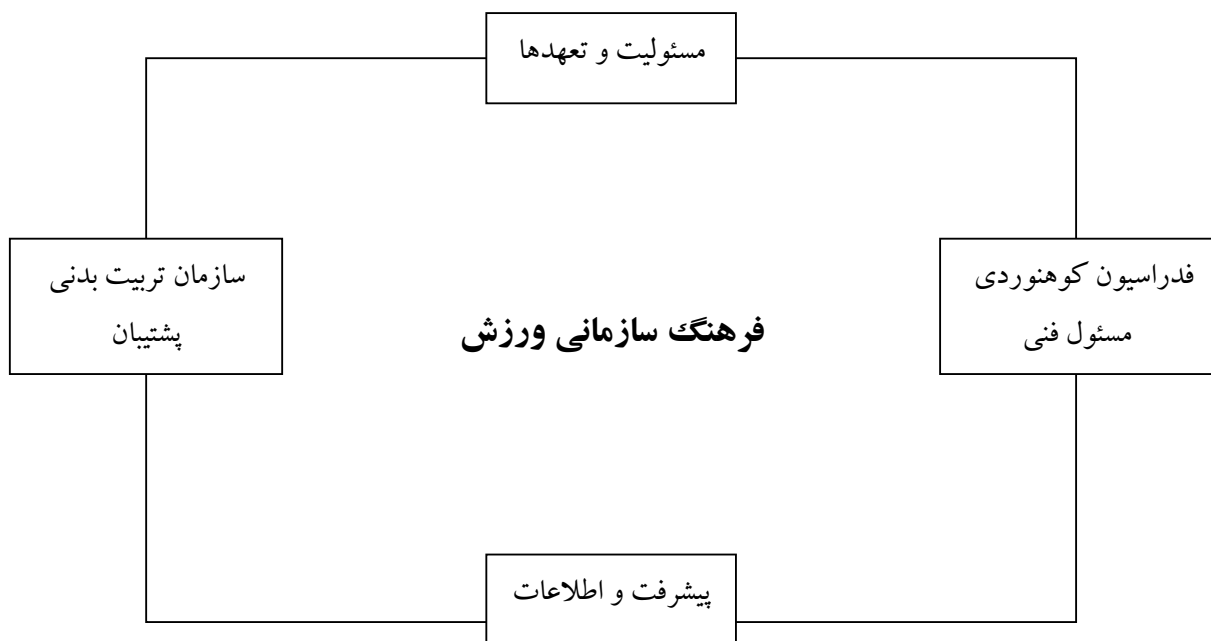 مسئولیت و تعهدها
فدراسیون کوهنوردی
مسئول فنی
فرهنگ سازمانی ورزش
سازمان تربیت بدنی
پشتیبان
پیشرفت و اطلاعات